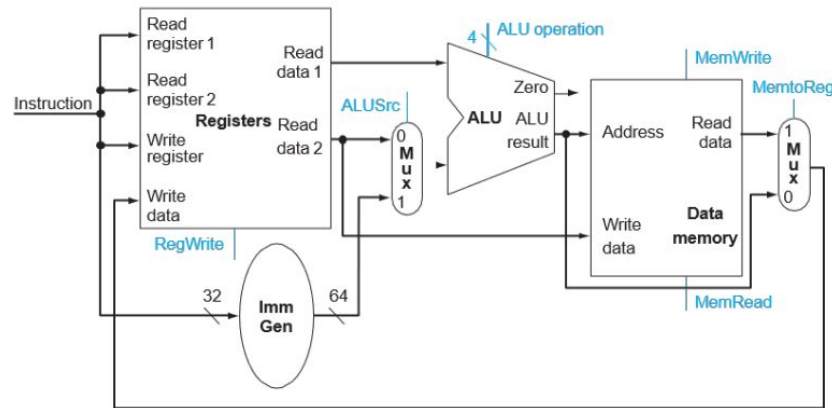 Instruction
Read
register 1
Read
register 2
Write
register
Write
data
Registers
Read
data 1
Read
data 2
RegWrite
32
Imm
Gen
64
ALUSrc
0
M
u
x
1
4
ALU operation
Zero
ALU
ALU
result
MemWrite
Address
Read
data
Write
data
Data
memory
MemRead
MemtoReg
1
M
u
x
0